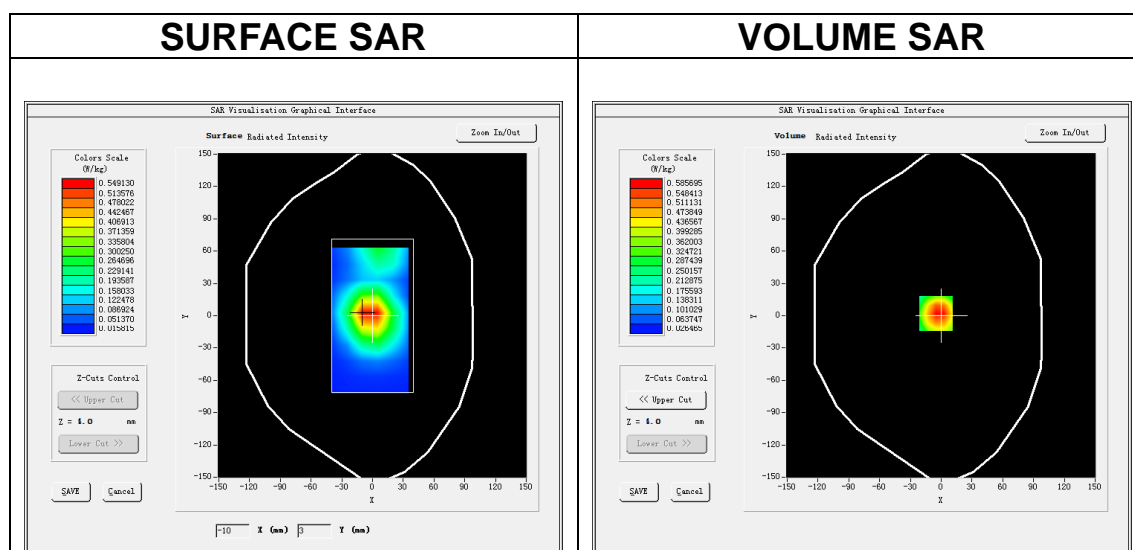 SURFACE SAR
VOLUME SAR
SAR Visualisation Graphical Interface
Surface Radiated Intensity
Zoom In/Out
Colors Scale
(W/kg)
0.549130
0.513576
0.478022
0.442467
0.406913
0.371359
0.335804
0.300250
0.264696
0.229141
0.193587
0.158033
0.122478
0.086924
0.051370
0.015815
150
120
90
60
30
0
-30
-60
-90
-120
-150
Y
-150 -120 -90 -60 -30 0 30 60 90 120 150
X
Z-Cuts Control
<< Upper Cut
Z = 4.0 mm
Lower Cut >>
SAVE Cancel
-10 X (mm) 3 Y (mm)
SAR Visualisation Graphical Interface
Volume Radiated Intensity
Zoom In/Out
Colors Scale
(W/kg)
0.585695
0.548413
0.511131
0.473849
0.436567
0.399285
0.362003
0.324721
0.287439
0.250157
0.212875
0.175593
0.138311
0.101029
0.063747
0.026465
150
120
90
60
30
0
-30
-60
-90
-120
-150
Y
-150 -120 -90 -60 -30 0 30 60 90 120 150
X
Z-Cuts Control
<< Upper Cut
Z = 4.0 mm
Lower Cut >>
SAVE Cancel